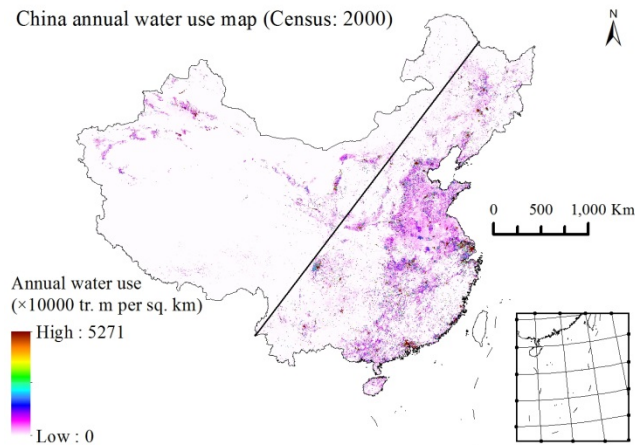 China annual water use map (Census: 2000)
N
0 500 1,000 Km
Annual water use
(×10000 tr. m per sq. km)
High : 5271
Low : 0